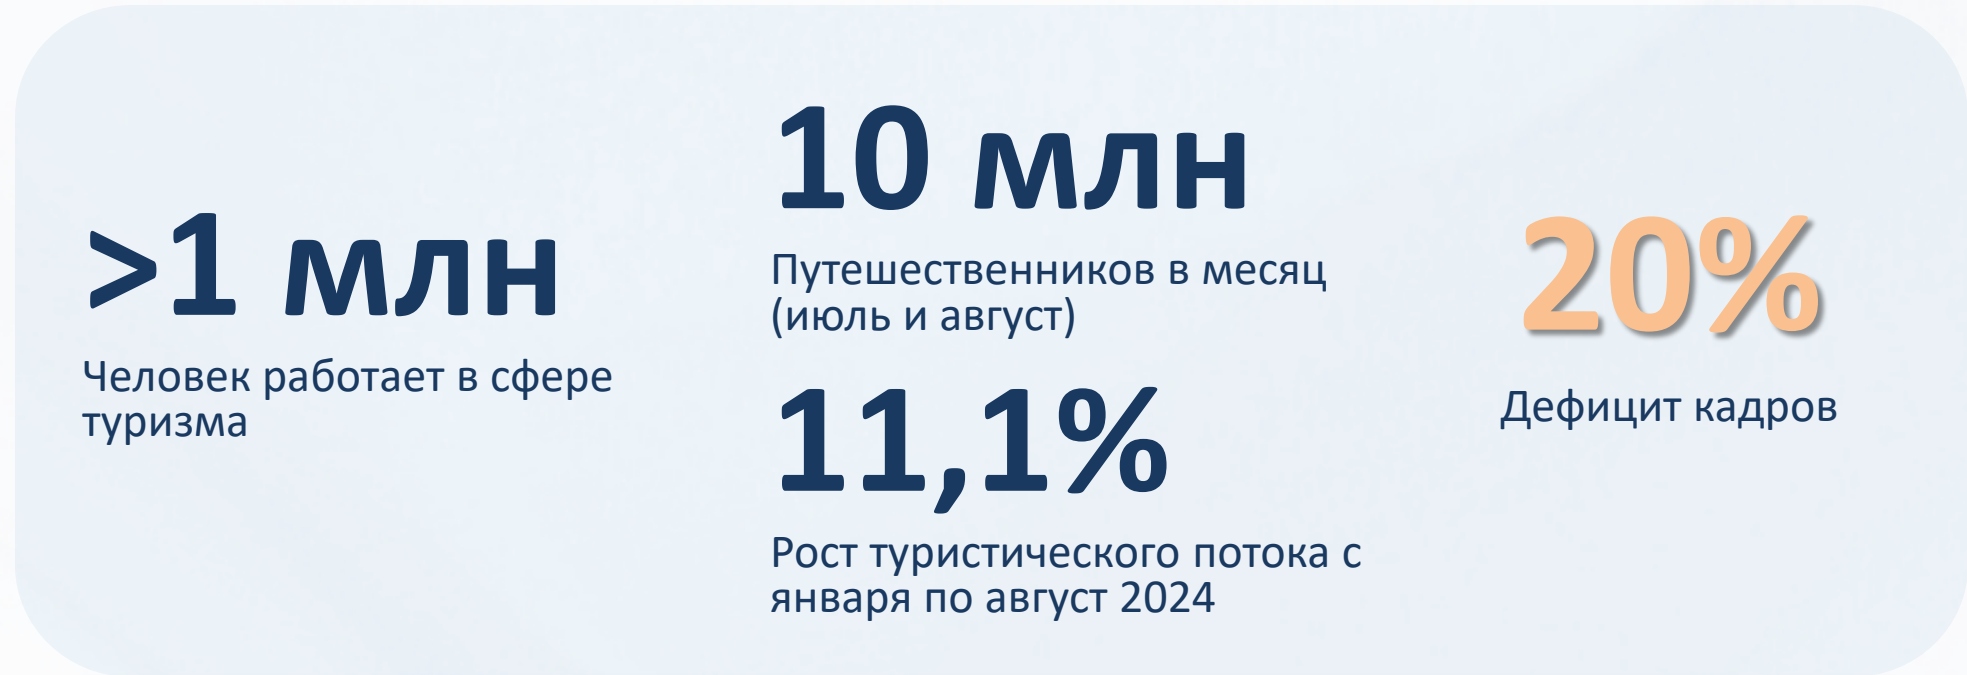 >1 млн
Человек работает в сфере
туризма
10 млн
Путешественников в месяц
(июль и август)
11,1%
Рост туристического потока с
января по август 2024
20%
Дефицит кадров